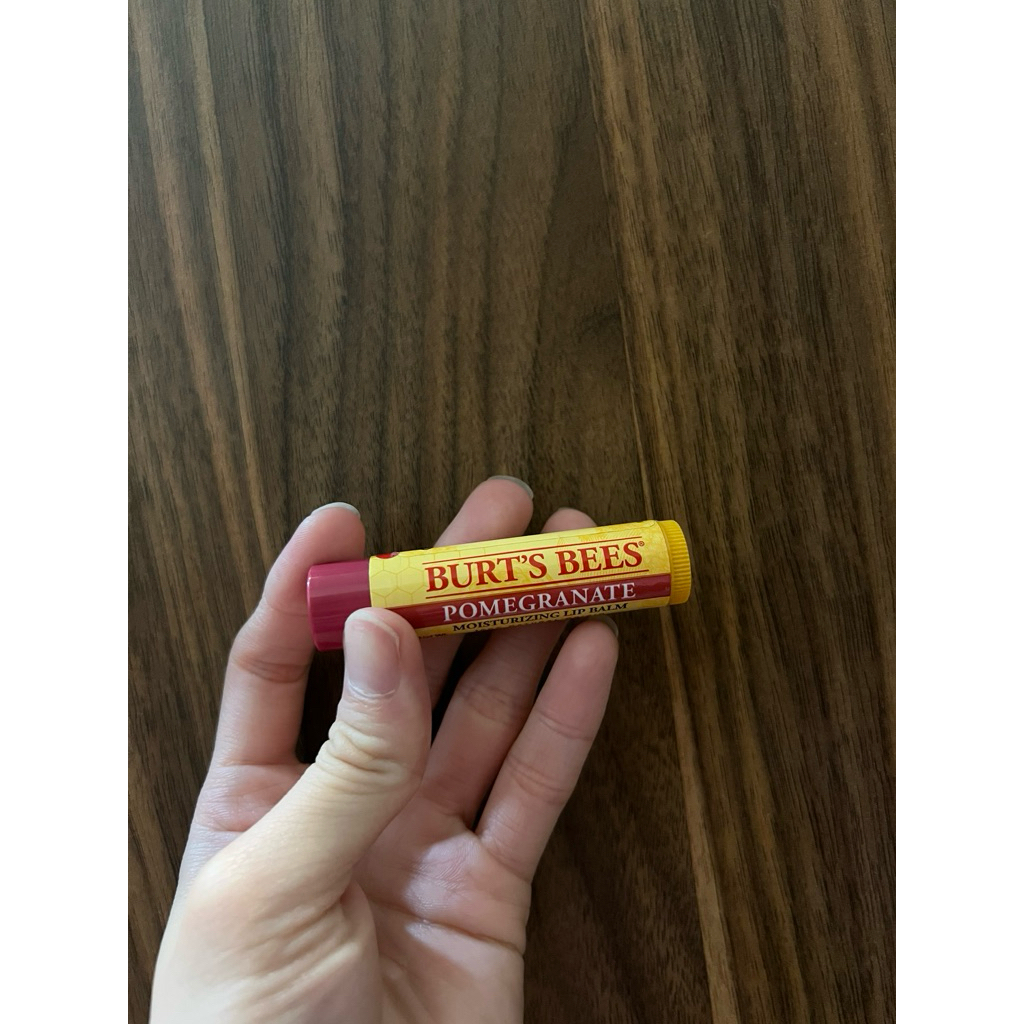 BURT'S BEES®
POMEGRANATE
MOISTURIZING LIP BALM